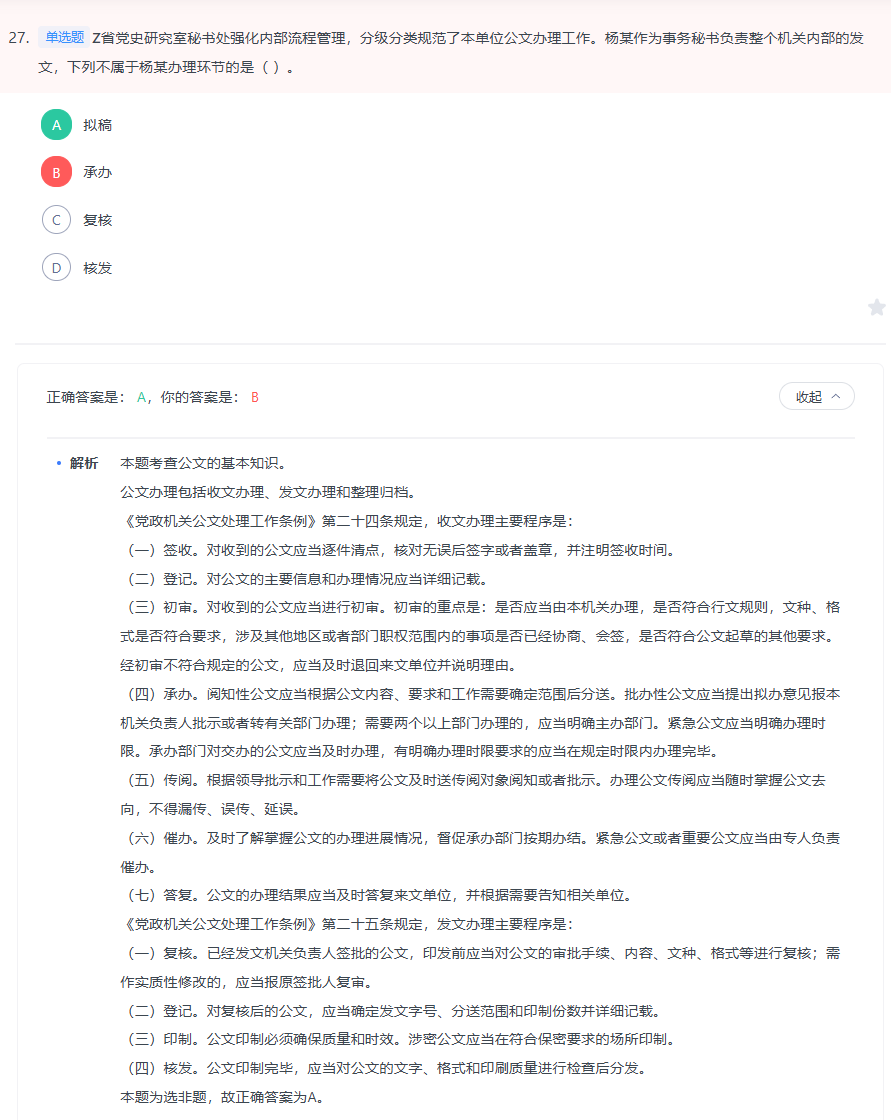 27. 单选题 Z省党史研究室秘书处强化内部流程管理，分级分类规范了本单位公文办理工作。杨某作为事务秘书负责整个机关内部的发
文，下列不属于杨某办理环节的是（ ）。
A 拟稿
B 承办
C 复核
D 核发
正确答案是： A，你的答案是： B 收起
• 解析 本题考查公文的基本知识。
公文办理包括收文办理、发文办理和整理归档。
《党政机关公文处理工作条例》第二十四条规定，收文办理主要程序是：
（一）签收。对收到的公文应当逐件清点，核对无误后签字或者盖章，并注明签收时间。
（二）登记。对公文的主要信息和办理情况应当详细记载。
（三）初审。对收到的公文应当进行初审。初审的重点是：是否应当由本机关办理，是否符合行文规则，文种、格
式是否符合要求，涉及其他地区或者部门职权范围内的事项是否已经协商、会签，是否符合公文起草的其他要求。
经初审不符合规定的公文，应当及时退回来文单位并说明理由。
（四）承办。阅知性公文应当根据公文内容、要求和工作需要确定范围后分送。批办性公文应当提出拟办意见报本
机关负责人批示或者转有关部门办理；需要两个以上部门办理的，应当明确主办部门。紧急公文应当明确办理时
限。承办部门对交办的公文应当及时办理，有明确办理时限要求的应当在规定时限内办理完毕。
（五）传阅。根据领导批示和工作需要将公文及时送传阅对象阅知或者批示。办理公文传阅应当随时掌握公文去
向，不得漏传、误传、延误。
（六）催办。及时了解掌握公文的办理进展情况，督促承办部门按期办结。紧急公文或者重要公文应当由专人负责
催办。
（七）答复。公文的办理结果应当及时答复来文单位，并根据需要告知相关单位。
《党政机关公文处理工作条例》第二十五条规定，发文办理主要程序是：
（一）复核。已经发文机关负责人签批的公文，印发前应当对公文的审批手续、内容、文种、格式等进行复核；需
作实质性修改的，应当报原签批人复审。
（二）登记。对复核后的公文，应当确定发文字号、分送范围和印制份数并详细记载。
（三）印制。公文印制必须确保质量和时效。涉密公文应当在符合保密要求的场所印制。
（四）核发。公文印制完毕，应当对公文的文字、格式和印刷质量进行检查后分发。
本题为选非题，故正确答案为A。